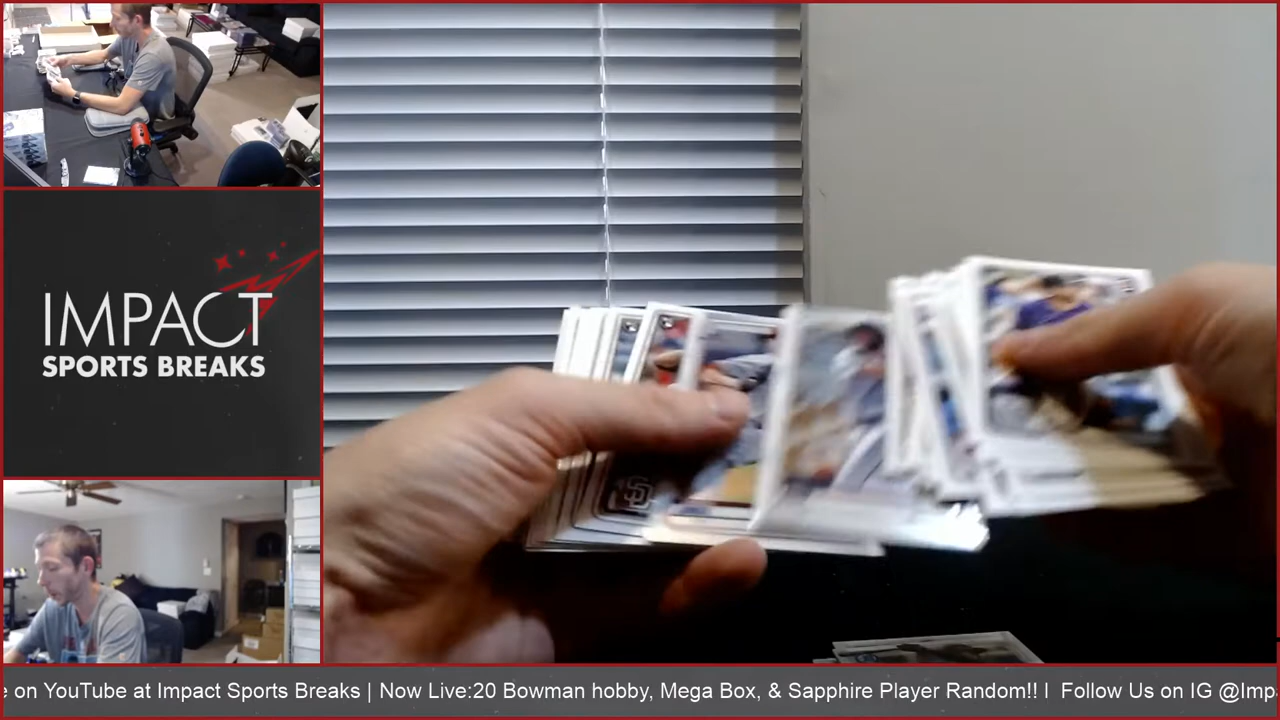 IMPACT
SPORTS BREAKS
e on YouTube at Impact Sports Breaks | Now Live:20 Bowman hobby, Mega Box, & Sapphire Player Random!! I Follow Us on IG @Imp